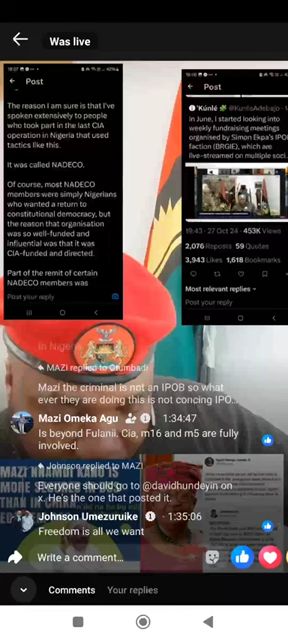 Was live
Post
The reason I am sure is that I've
spoken extensively to people
who took part in the last CIA
operation in Nigeria that used
tactics like this.
It was called NADECO.
Of course, most NADECO
members were simply Nigerians
who wanted a return to
constitutional democracy, but
the reason that organisation
was so well-funded and
influential was that it was
CIA-funded and directed.
Part of the remit of certain
NADECO members was
Post your reply
Post
In June, I started looking into
weekly fundraising meetings
organised by Simon Ekpa's IPOB
faction (BRGIE), which are
live-streamed on multiple soci
19:43 · 27 Oct 24 · 453K Views
2,076 Reposts 59 Quotes
3,943 Likes 1,618 Bookmarks
Most relevant replies
Post your reply
MAZI replied to
Mazi the criminal is not an IPOB so what
ever they are doing this is not concing IPO...
Mazi Omeka Agu 1:34:47
Is beyond Fulanii. Cia, m16 and m5 are fully
involved.
Johnson replied to MAZI
Everyone should go to @davidhundeyin on
x. He's the one that posted it.
Johnson Umezuruike 1:35:06
Freedom is all we want
MAZI NNAMDI KANU IS
MORE
Write a comment...
Comments
Your replies